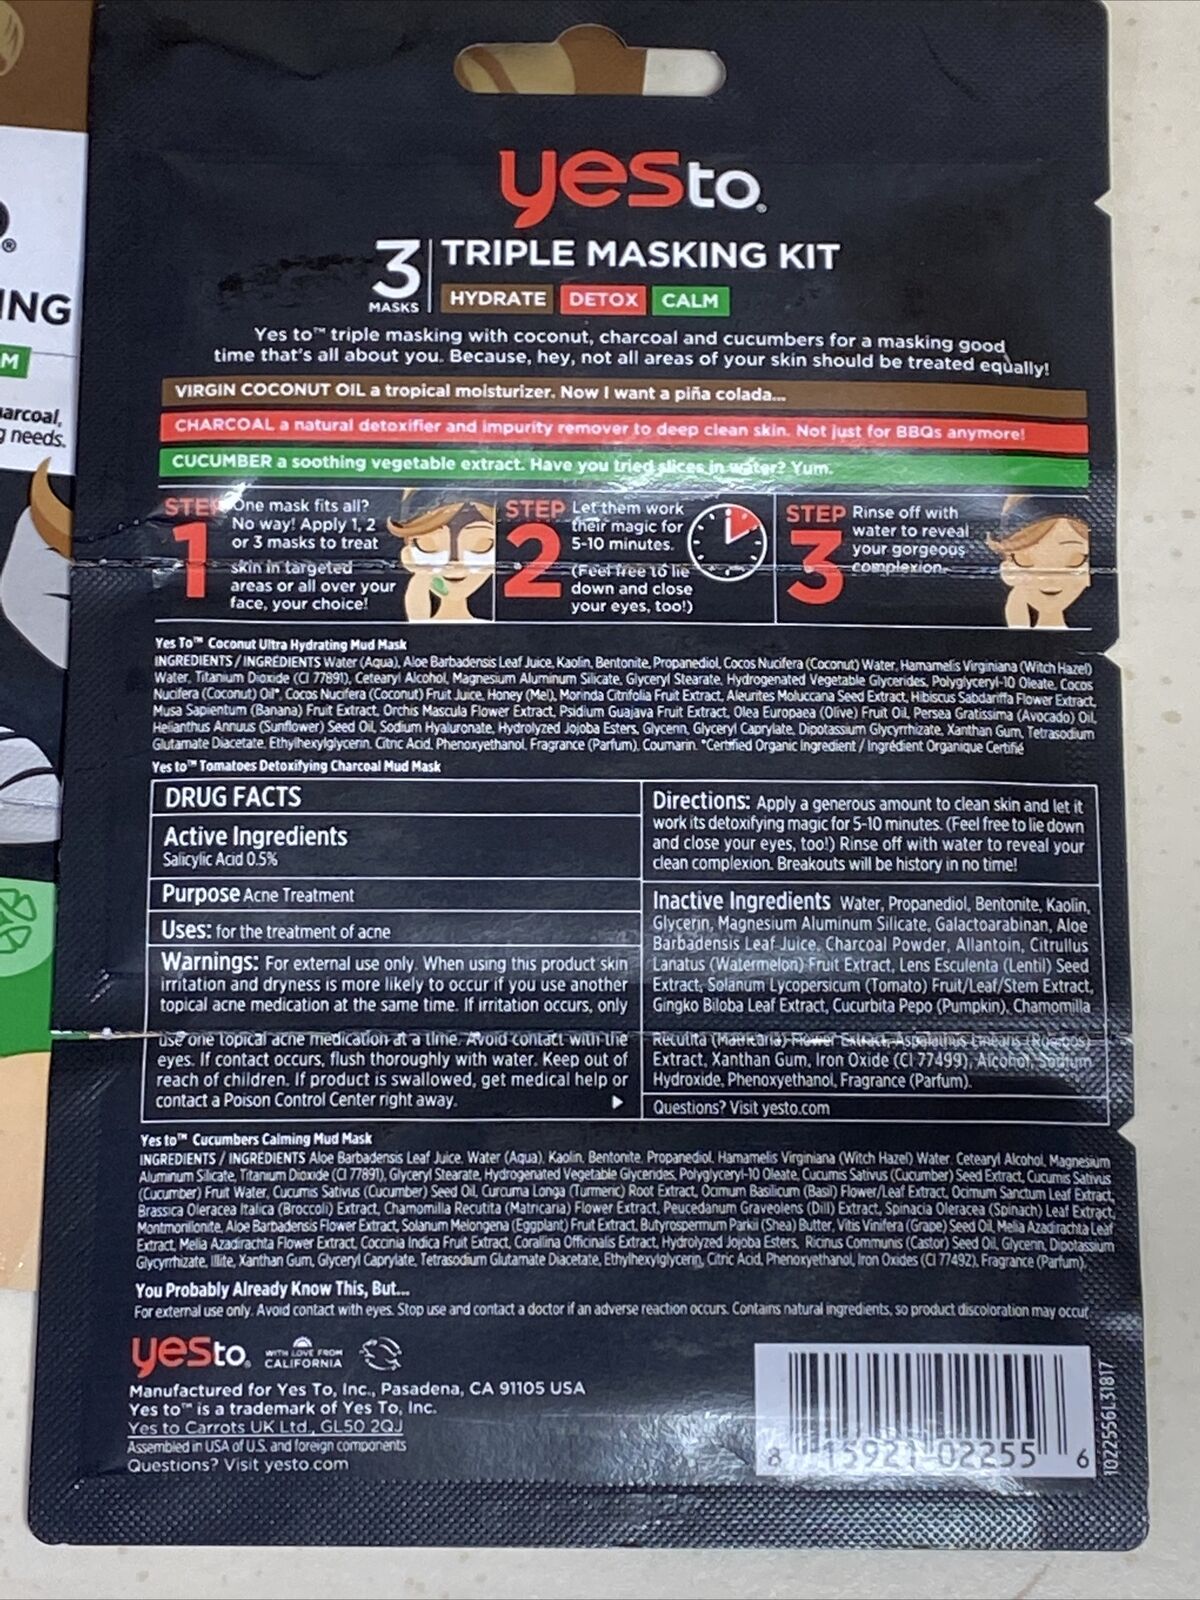 ING
M
arcoal,
g needs.
yesto®
3 MASKS
TRIPLE MASKING KIT
HYDRATE DETOX CALM
Yes to™ triple masking with coconut, charcoal and cucumbers for a masking good
time that's all about you. Because, hey, not all areas of your skin should be treated equally!
VIRGIN COCONUT OIL a tropical moisturizer. Now I want a piña colada...
CHARCOAL a natural detoxifier and impurity remover to deep clean skin. Not just for BBQs anymore!
CUCUMBER a soothing vegetable extract. Have you tried slices in water? Yum.
STEP 1
One mask fits all?
No way! Apply 1, 2
or 3 masks to treat
skin in targeted
areas or all over your
face, your choice!
STEP 2
Let them work
their magic for
5-10 minutes.
(Feel free to lie
down and close
your eyes, too!)
STEP 3
Rinse off with
water to reveal
your gorgeous
complexion.
Yes To™ Coconut Ultra Hydrating Mud Mask
INGREDIENTS / INGRÉDIENTS Water (Aqua), Aloe Barbadensis Leaf Juice, Kaolin, Bentonite, Propanediol, Cocos Nucifera (Coconut) Water, Hamamelis Virginiana (Witch Hazel)
Water, Titanium Dioxide (CI 77891), Cetearyl Alcohol, Magnesium Aluminum Silicate, Glyceryl Stearate, Hydrogenated Vegetable Glycerides, Polyglyceryl-10 Oleate, Cocos
Nucifera (Coconut) Oil*, Cocos Nucifera (Coconut) Fruit Juice, Honey (Mel), Morinda Citrifolia Fruit Extract, Aleurites Moluccana Seed Extract, Hibiscus Sabdariffa Flower Extract,
Musa Sapientum (Banana) Fruit Extract, Orchis Mascula Flower Extract, Psidium Guajava Fruit Extract, Olea Europaea (Olive) Fruit Oil, Persea Gratissima (Avocado) Oil,
Helianthus Annuus (Sunflower) Seed Oil, Sodium Hyaluronate, Hydrolyzed Jojoba Esters, Glycerin, Glyceryl Caprylate, Dipotassium Glycyrrhizate, Xanthan Gum, Tetrasodium
Glutamate Diacetate, Ethylhexylglycerin, Citric Acid, Phenoxyethanol, Fragrance (Parfum), Coumarin. *Certified Organic Ingredient / Ingrédient Organique Certifié
Yes to™ Tomatoes Detoxifying Charcoal Mud Mask
DRUG FACTS
Active Ingredients
Salicylic Acid 0.5%
Purpose Acne Treatment
Uses: for the treatment of acne
Warnings: For external use only. When using this product skin
irritation and dryness is more likely to occur if you use another
topical acne medication at the same time. If irritation occurs, only
use one topical acne medication at a time. Avoid contact with the
eyes. If contact occurs, flush thoroughly with water. Keep out of
reach of children. If product is swallowed, get medical help or
contact a Poison Control Center right away.
Directions: Apply a generous amount to clean skin and let it
work its detoxifying magic for 5-10 minutes. (Feel free to lie down
and close your eyes, too!) Rinse off with water to reveal your
clean complexion. Breakouts will be history in no time!
Inactive Ingredients Water, Propanediol, Bentonite, Kaolin,
Glycerin, Magnesium Aluminum Silicate, Galactoarabinan, Aloe
Barbadensis Leaf Juice, Charcoal Powder, Allantoin, Citrullus
Lanatus (Watermelon) Fruit Extract, Lens Esculenta (Lentil) Seed
Extract, Solanum Lycopersicum (Tomato) Fruit/Leaf/Stem Extract,
Gingko Biloba Leaf Extract, Cucurbita Pepo (Pumpkin), Chamomilla
Recutita (Matricaria) Flower Extract, Aspalathus Linearis (Rooibos)
Extract, Xanthan Gum, Iron Oxide (CI 77499), Alcohol, Sodium
Hydroxide, Phenoxyethanol, Fragrance (Parfum).
Questions? Visit yesto.com
Yes to™ Cucumbers Calming Mud Mask
INGREDIENTS / INGRÉDIENTS Aloe Barbadensis Leaf Juice, Water (Aqua), Kaolin, Bentonite, Propanediol, Hamamelis Virginiana (Witch Hazel) Water, Cetearyl Alcohol, Magnesium
Aluminum Silicate, Titanium Dioxide (CI 77891), Glyceryl Stearate, Hydrogenated Vegetable Glycerides, Polyglyceryl-10 Oleate, Cucumis Sativus (Cucumber) Seed Extract, Cucumis Sativus
(Cucumber) Fruit Water, Cucumis Sativus (Cucumber) Seed Oil, Curcuma Longa (Turmeric) Root Extract, Ocimum Basilicum (Basil) Flower/Leaf Extract, Ocimum Sanctum Leaf Extract,
Brassica Oleracea Italica (Broccoli) Extract, Chamomilla Recutita (Matricaria) Flower Extract, Peucedanum Graveolens (Dill) Extract, Spinacia Oleracea (Spinach) Leaf Extract,
Montmorillonite, Aloe Barbadensis Flower Extract, Solanum Melongena (Eggplant) Fruit Extract, Butyrospermum Parkii (Shea) Butter, Vitis Vinifera (Grape) Seed Oil, Melia Azadirachta Leaf
Extract, Melia Azadirachta Flower Extract, Coccinia Indica Fruit Extract, Corallina Officinalis Extract, Hydrolyzed Jojoba Esters, Ricinus Communis (Castor) Seed Oil, Glycerin, Dipotassium
Glycyrrhizate, Illite, Xanthan Gum, Glyceryl Caprylate, Tetrasodium Glutamate Diacetate, Ethylhexylglycerin, Citric Acid, Phenoxyethanol, Iron Oxides (CI 77492), Fragrance (Parfum),
You Probably Already Know This, But...
For external use only. Avoid contact with eyes. Stop use and contact a doctor if an adverse reaction occurs. Contains natural ingredients, so product discoloration may occur.
yesto® WITH LOVE FROM
CALIFORNIA
Manufactured for Yes To, Inc., Pasadena, CA 91105 USA
Yes to™ is a trademark of Yes To, Inc.
Yes to Carrots UK Ltd., GL50 2QJ
Assembled in USA of U.S. and foreign components
Questions? Visit yesto.com
8 15921 02255 6
1022556L31817